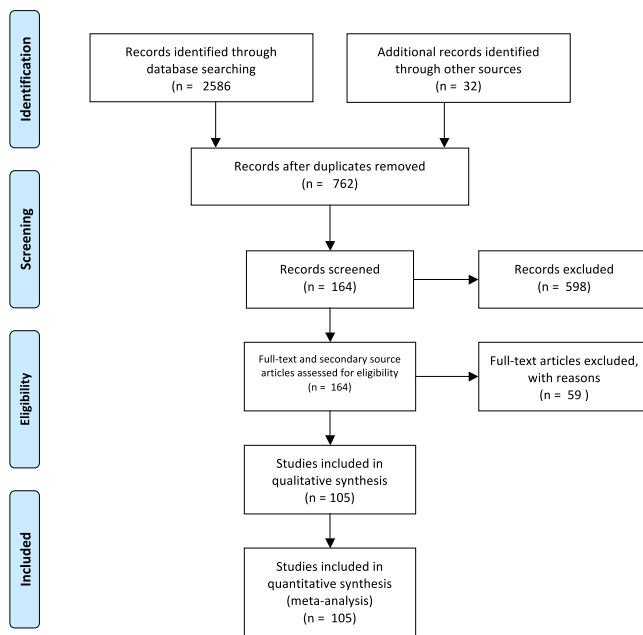 Identification
Records identified through
database searching
(n = 2586
Additional records identified
through other sources
(n = 32)
Records after duplicates removed
(n = 762)
Screening
Records screened
(n = 164)
Records excluded
(n = 598)
Eligibility
Full-text and secondary source
articles assessed for eligibility
(n = 164)
Full-text articles excluded,
with reasons
(n = 59 )
Studies included in
qualitative synthesis
(n = 105)
Included
Studies included in
quantitative synthesis
(meta-analysis)
(n = 105)